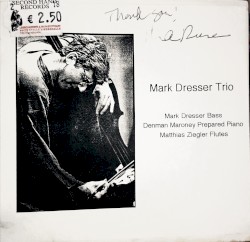 SECOND HAND
RECORDS
€ 2.50
Thank you!
Mark Dresser Trio
Mark Dresser Bass
Denman Maroney Prepared Piano
Matthias Ziegler Flutes